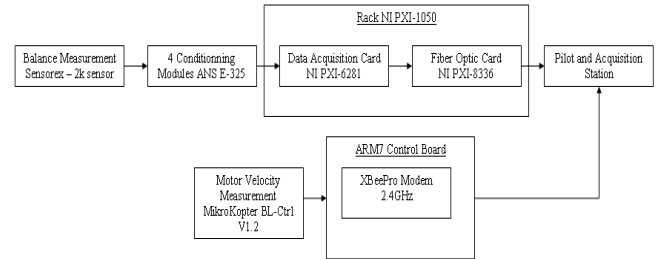 Rack NI PXI-1050
Balance Measurement
Sensorex – 2k sensor
4 Conditionning
Modules ANS E-325
Data Acquisition Card
NI PXI-6281
Fiber Optic Card
NI PXI-8336
Pilot and Acquisition
Station
ARM7 Control Board
Motor Velocity
Measurement
MikroKopter BL-Ctrl
V1.2
XBeePro Modem
2.4GHz